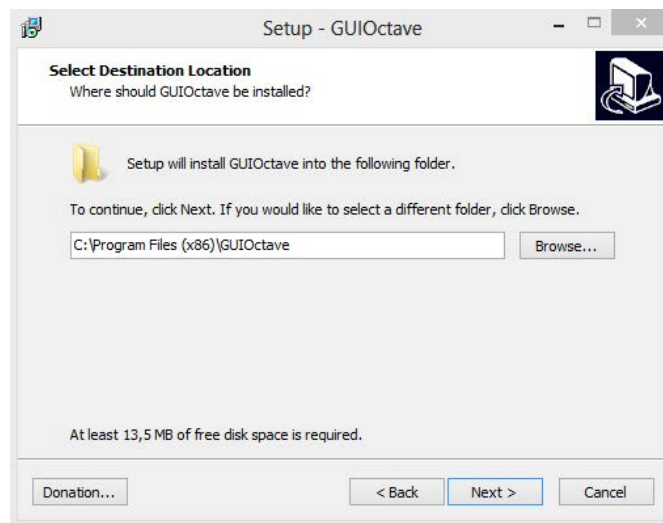 Setup - GUIOctave
Select Destination Location
Where should GUIOctave be installed?
Setup will install GUIOctave into the following folder.
To continue, click Next. If you would like to select a different folder, click Browse.
C:\Program Files (x86)\GUIOctave
Browse...
At least 13,5 MB of free disk space is required.
Donation...
< Back
Next >
Cancel